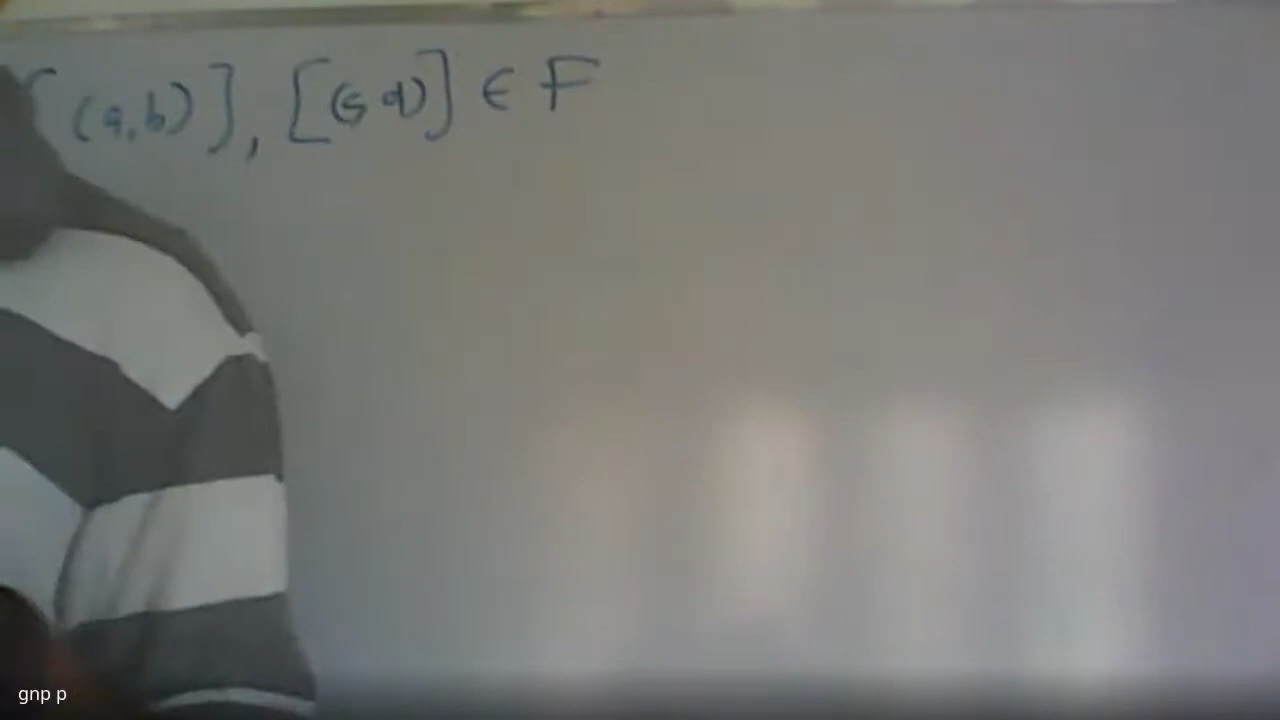 [(a,b)], [(c,d)] ∈ F
gnp p